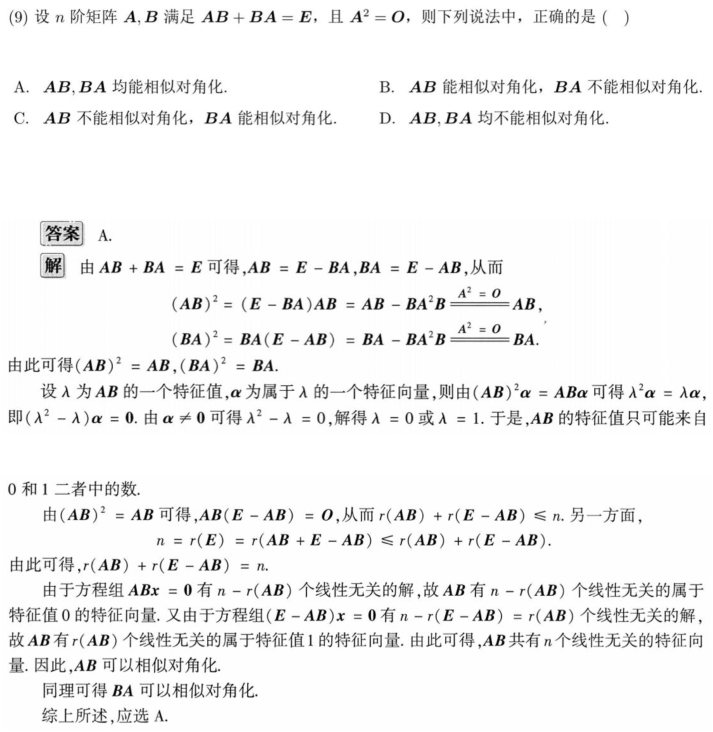 (9) 设 n 阶矩阵 A, B 满足 AB + BA = E，且 A² = O，则下列说法中，正确的是 (　)
A. AB, BA 均能相似对角化.
B. AB 能相似对角化，BA 不能相似对角化.
C. AB 不能相似对角化，BA 能相似对角化.
D. AB, BA 均不能相似对角化.
答案 A.
解 由 AB + BA = E 可得,AB = E − BA,BA = E − AB,从而
(AB)² = (E − BA)AB = AB − BA²B \xlongequal{A² = O} AB,
(BA)² = BA(E − AB) = BA − BA²B \xlongequal{A² = O} BA.
由此可得(AB)² = AB,(BA)² = BA.
设 λ 为 AB 的一个特征值,α 为属于 λ 的一个特征向量,则由(AB)²α = ABα 可得 λ²α = λα,
即(λ² − λ)α = 0. 由 α ≠ 0 可得 λ² − λ = 0,解得 λ = 0 或 λ = 1. 于是,AB 的特征值只可能来自
0 和 1 二者中的数.
由(AB)² = AB 可得,AB(E − AB) = O,从而 r(AB) + r(E − AB) ≤ n. 另一方面,
n = r(E) = r(AB + E − AB) ≤ r(AB) + r(E − AB).
由此可得,r(AB) + r(E − AB) = n.
由于方程组 ABx = 0 有 n − r(AB) 个线性无关的解,故 AB 有 n − r(AB) 个线性无关的属于
特征值 0 的特征向量. 又由于方程组(E − AB)x = 0 有 n − r(E − AB) = r(AB) 个线性无关的解,
故 AB 有 r(AB) 个线性无关的属于特征值 1 的特征向量. 由此可得,AB 共有 n 个线性无关的特征向
量. 因此,AB 可以相似对角化.
同理可得 BA 可以相似对角化.
综上所述,应选 A.